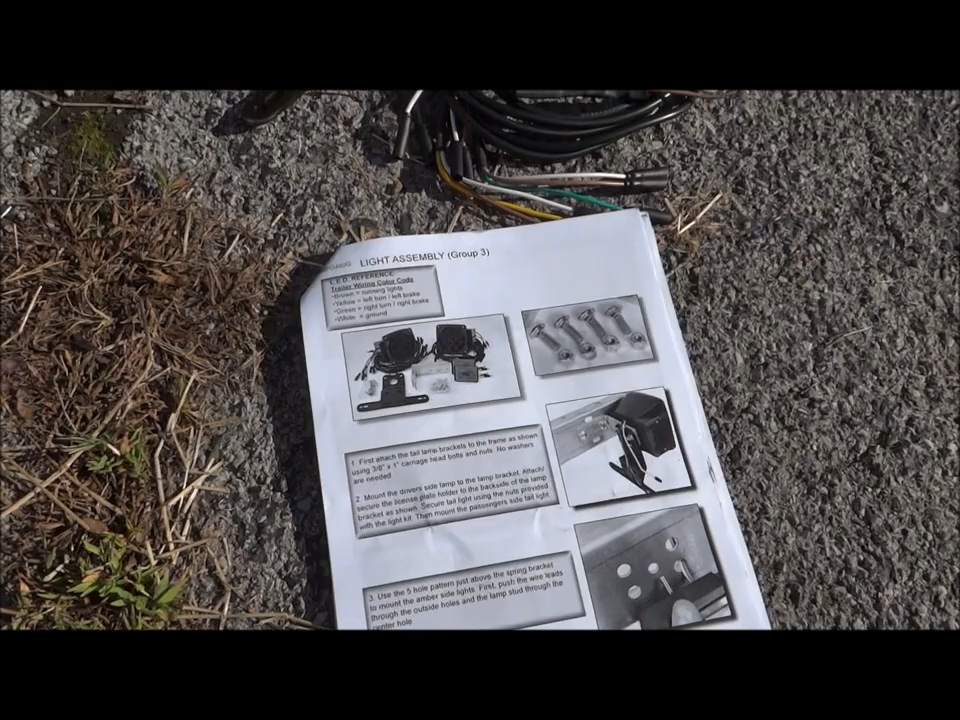 LIGHT ASSEMBLY (Group 3)
L.E.D. REFERENCE
Trailer Wiring Color Code
•Brown = running lights
•Yellow = left turn / left brake
•Green = right turn / right brake
•White = ground
1. First attach the tail lamp brackets to the frame as shown
using 3/8" x 1" carriage head bolts and nuts. No washers
are needed
2. Mount the drivers side lamp to the lamp bracket. Attach/
secure the license plate holder to the backside of the lamp
bracket as shown. Secure tail light using the nuts provided
with the light kit. Then mount the passengers side tail light
3. Use the 5 hole pattern just above the spring bracket
to mount the amber side lights. First, push the wire leads
through the outside holes and the lamp stud through the
center hole